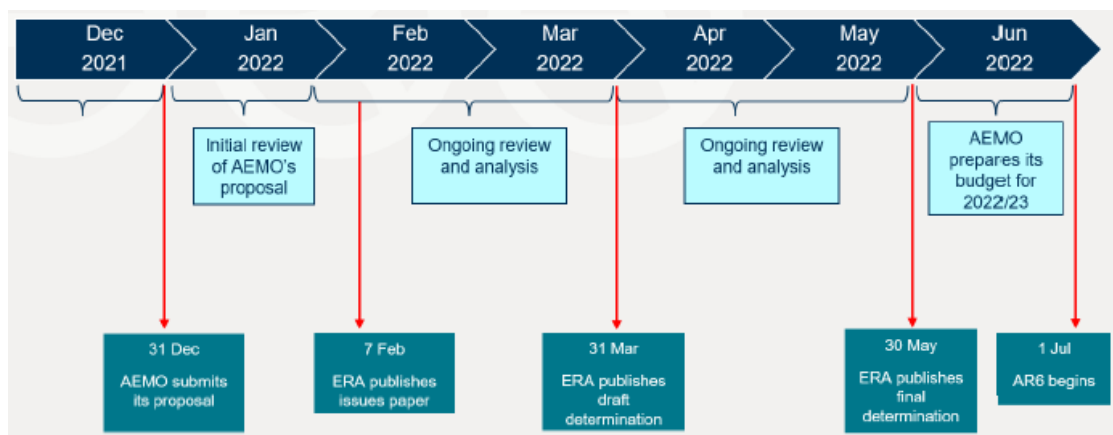 Dec
2021
Jan
2022
Feb
2022
Mar
2022
Apr
2022
May
2022
Jun
2022
Initial review
of AEMO's
proposal
Ongoing review
and analysis
Ongoing review
and analysis
AEMO
prepares its
budget for
2022/23
31 Dec
AEMO submits
its proposal
7 Feb
ERA publishes
issues paper
31 Mar
ERA publishes
draft
determination
30 May
ERA publishes
final
determination
1 Jul
AR6 begins